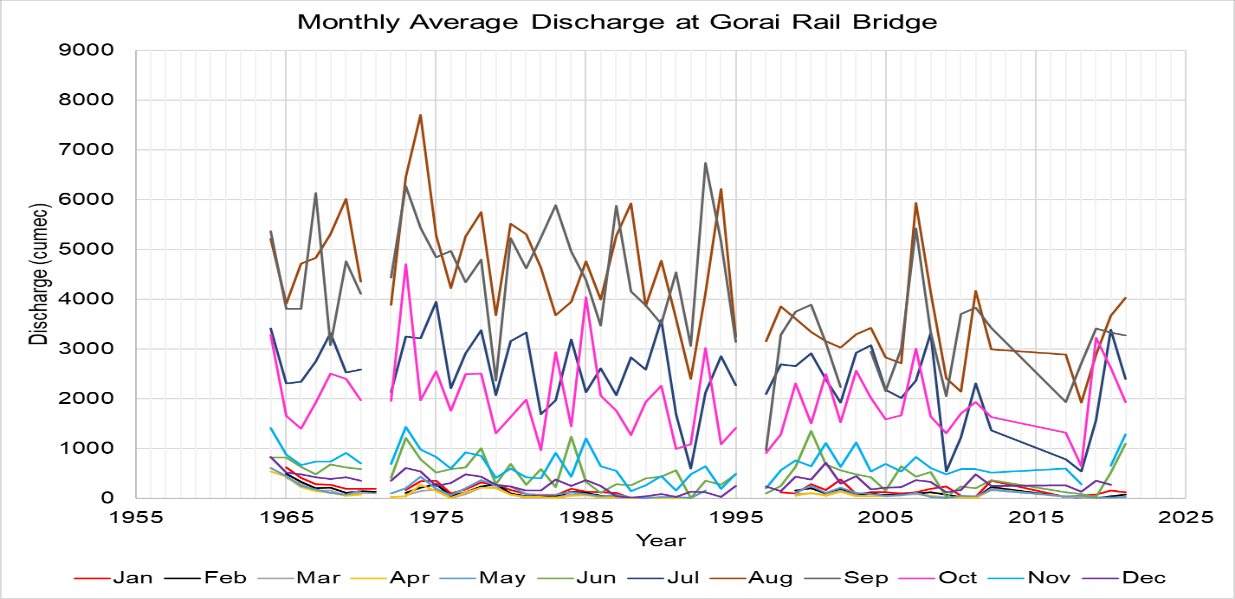 Monthly Average Discharge at Gorai Rail Bridge
9000
8000
7000
6000
5000
4000
3000
2000
1000
0
Discharge (cumec)
1955 1965 1975 1985 1995 2005 2015 2025
Year
Jan Feb Mar Apr May Jun Jul Aug Sep Oct Nov Dec